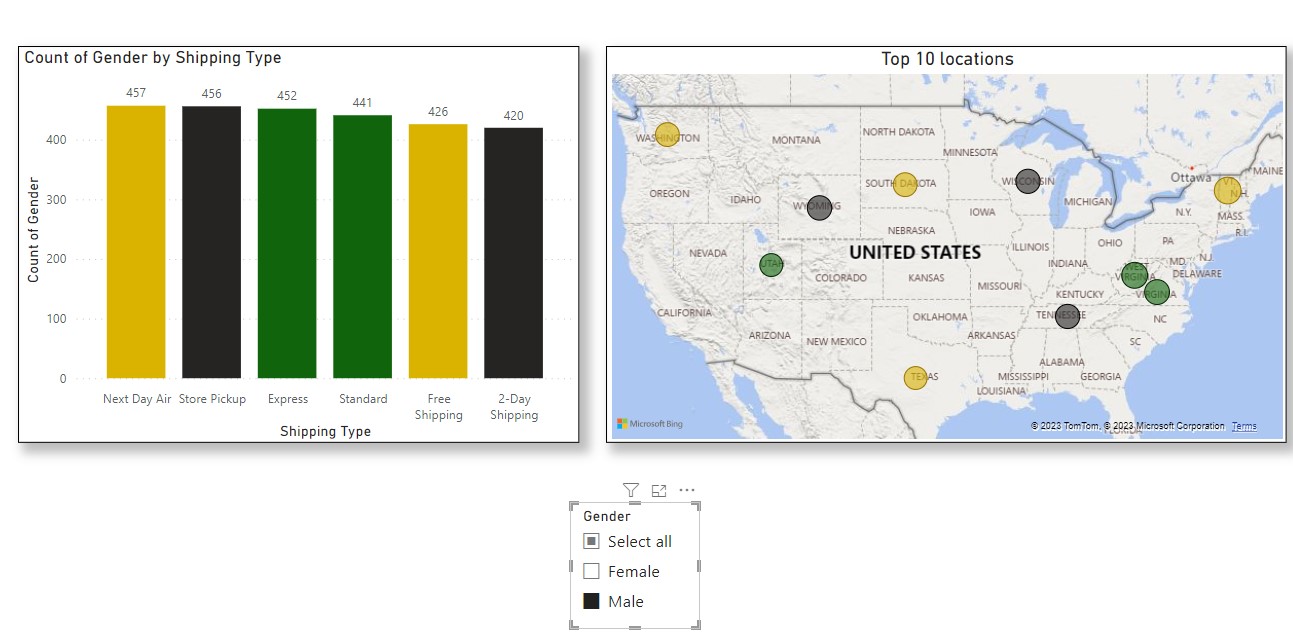 Count of Gender by Shipping Type
457
456
452
441
426
420
400
300
200
100
0
Count of Gender
Next Day Air
Store Pickup
Express
Standard
Free
Shipping
2-Day
Shipping
Shipping Type
Top 10 locations
WASHINGTON
MONTANA
NORTH DAKOTA
MINNESOTA
Ottawa
MAINE
OREGON
IDAHO
WYOMING
SOUTH DAKOTA
WISCONSIN
MICHIGAN
VT.
N.H.
N.Y.
MASS.
R.I.
IOWA
NEBRASKA
NEVADA
UTAH
UNITED STATES
ILLINOIS
OHIO
PA
N.J.
INDIANA
MD.
DELAWARE
COLORADO
KANSAS
MISSOURI
WEST
VIRGINIA
KENTUCKY
VIRGINIA
CALIFORNIA
OKLAHOMA
TENNESSEE
NC
ARIZONA
NEW MEXICO
ARKANSAS
SC
ALABAMA
TEXAS
MISSISSIPPI
GEORGIA
LOUISIANA
FLORIDA
Microsoft Bing
© 2023 TomTom, © 2023 Microsoft Corporation Terms
Gender
Select all
Female
Male